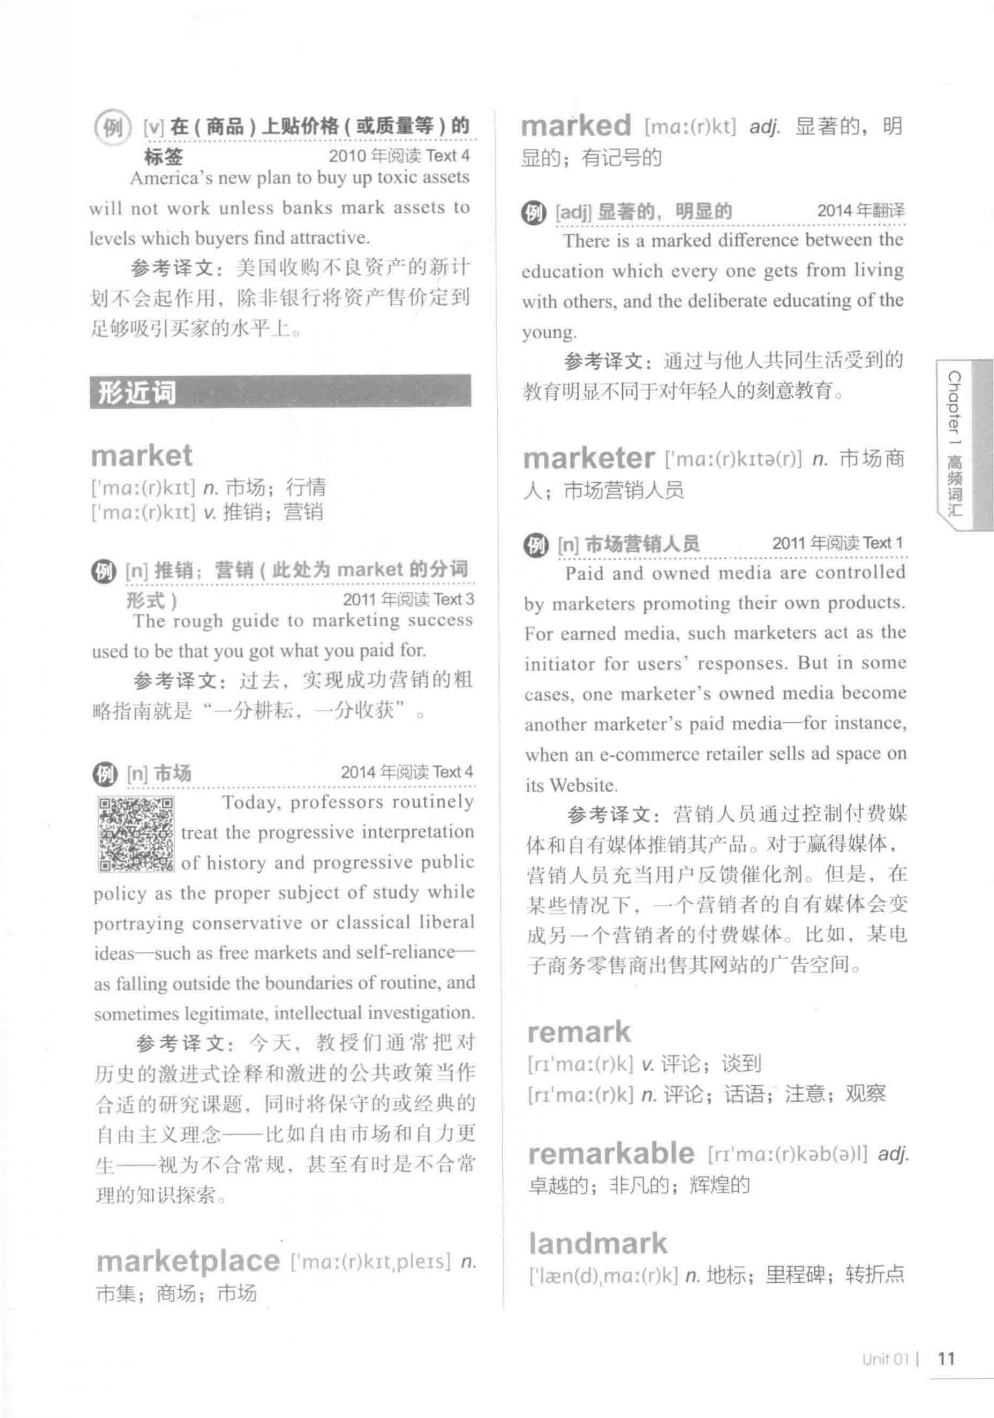 例 [v] 在(商品)上贴价格(或质量等)的
标签 2010 年阅读 Text 4
America's new plan to buy up toxic assets
will not work unless banks mark assets to
levels which buyers find attractive.
参考译文：美国收购不良资产的新计
划不会起作用，除非银行将资产售价定到
足够吸引买家的水平上。
形近词
market
['mɑː(r)kɪt] n. 市场；行情
['mɑː(r)kɪt] v. 推销；营销
例 [n] 推销；营销(此处为 market 的分词
形式) 2011 年阅读 Text 3
The rough guide to marketing success
used to be that you got what you paid for.
参考译文：过去，实现成功营销的粗
略指南就是“一分耕耘，一分收获”。
例 [n] 市场 2014 年阅读 Text 4
Today, professors routinely
treat the progressive interpretation
of history and progressive public
policy as the proper subject of study while
portraying conservative or classical liberal
ideas—such as free markets and self-reliance—
as falling outside the boundaries of routine, and
sometimes legitimate, intellectual investigation.
参考译文：今天，教授们通常把对
历史的激进式诠释和激进的公共政策当作
合适的研究课题，同时将保守的或经典的
自由主义理念——比如自由市场和自力更
生——视为不合常规，甚至有时是不合常
理的知识探索。
marketplace ['mɑː(r)kɪtˌpleɪs] n.
市集；商场；市场
marked [mɑː(r)kt] adj. 显著的，明
显的；有记号的
例 [adj] 显著的，明显的 2014 年翻译
There is a marked difference between the
education which every one gets from living
with others, and the deliberate educating of the
young.
参考译文：通过与他人共同生活受到的
教育明显不同于对年轻人的刻意教育。
marketer ['mɑː(r)kɪtə(r)] n. 市场商
人；市场营销人员
例 [n] 市场营销人员 2011 年阅读 Text 1
Paid and owned media are controlled
by marketers promoting their own products.
For earned media, such marketers act as the
initiator for users' responses. But in some
cases, one marketer's owned media become
another marketer's paid media—for instance,
when an e-commerce retailer sells ad space on
its Website.
参考译文：营销人员通过控制付费媒
体和自有媒体推销其产品。对于赢得媒体，
营销人员充当用户反馈催化剂。但是，在
某些情况下，一个营销者的自有媒体会变
成另一个营销者的付费媒体。比如，某电
子商务零售商出售其网站的广告空间。
remark
[rɪ'mɑː(r)k] v. 评论；谈到
[rɪ'mɑː(r)k] n. 评论；话语；注意；观察
remarkable [rɪ'mɑː(r)kəb(ə)l] adj.
卓越的；非凡的；辉煌的
landmark
['læn(d)ˌmɑː(r)k] n. 地标；里程碑；转折点
Chapter 1 高频词汇
Unit 01 | 11